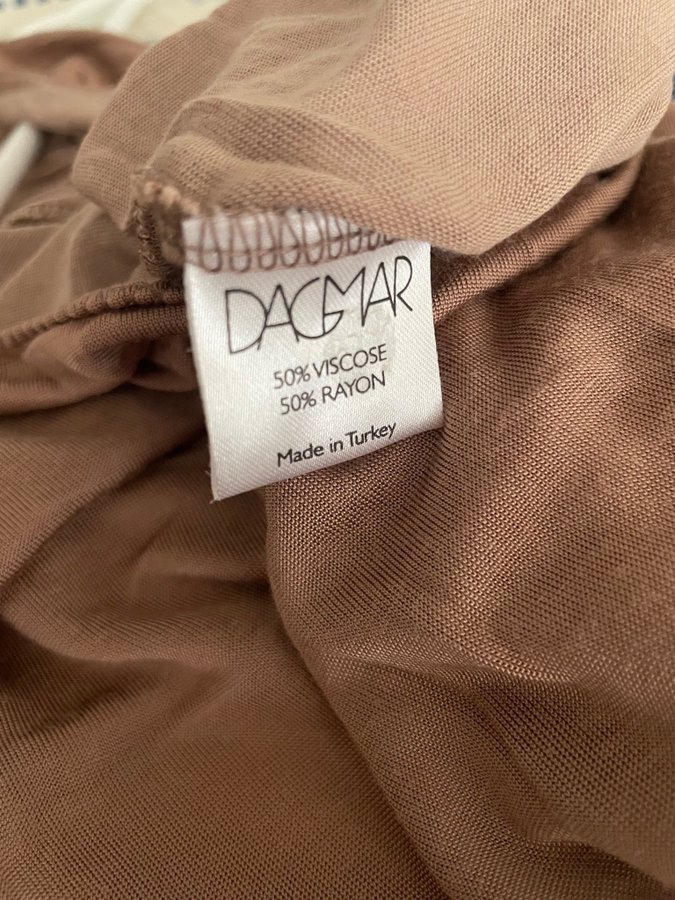 DAGMAR
50% VISCOSE
50% RAYON
Made in Turkey